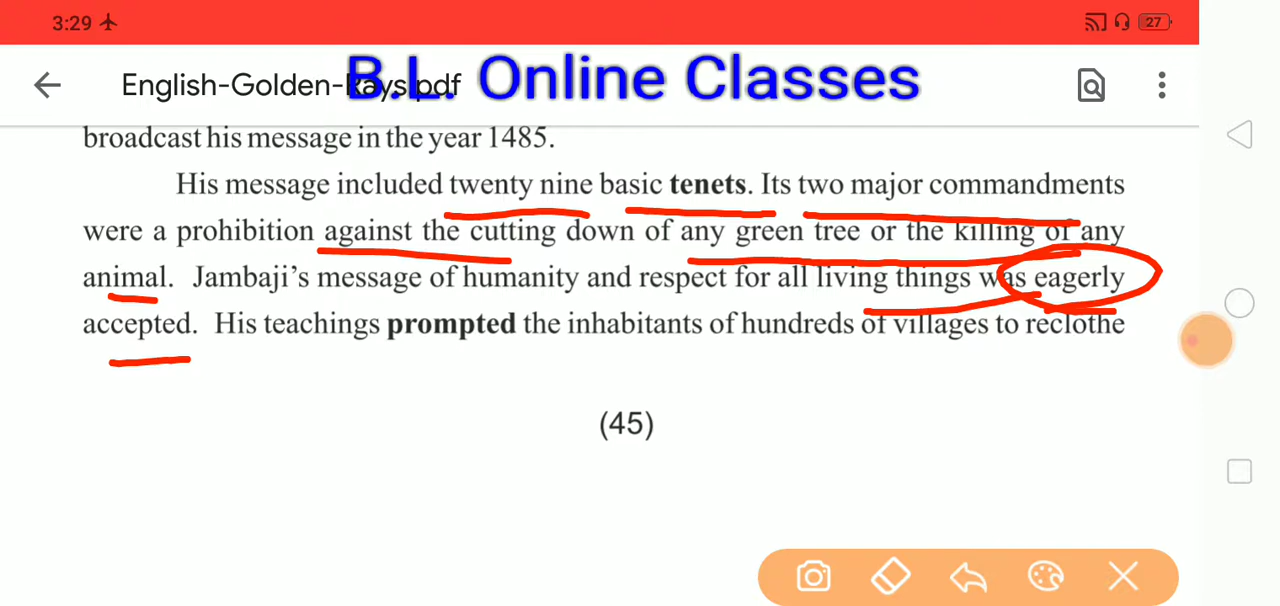 3:29
27
English-Golden-Rays.pdf
B.L. Online Classes
broadcast his message in the year 1485.
His message included twenty nine basic tenets. Its two major commandments
were a prohibition against the cutting down of any green tree or the killing of any
animal. Jambaji's message of humanity and respect for all living things was eagerly
accepted. His teachings prompted the inhabitants of hundreds of villages to reclothe
(45)